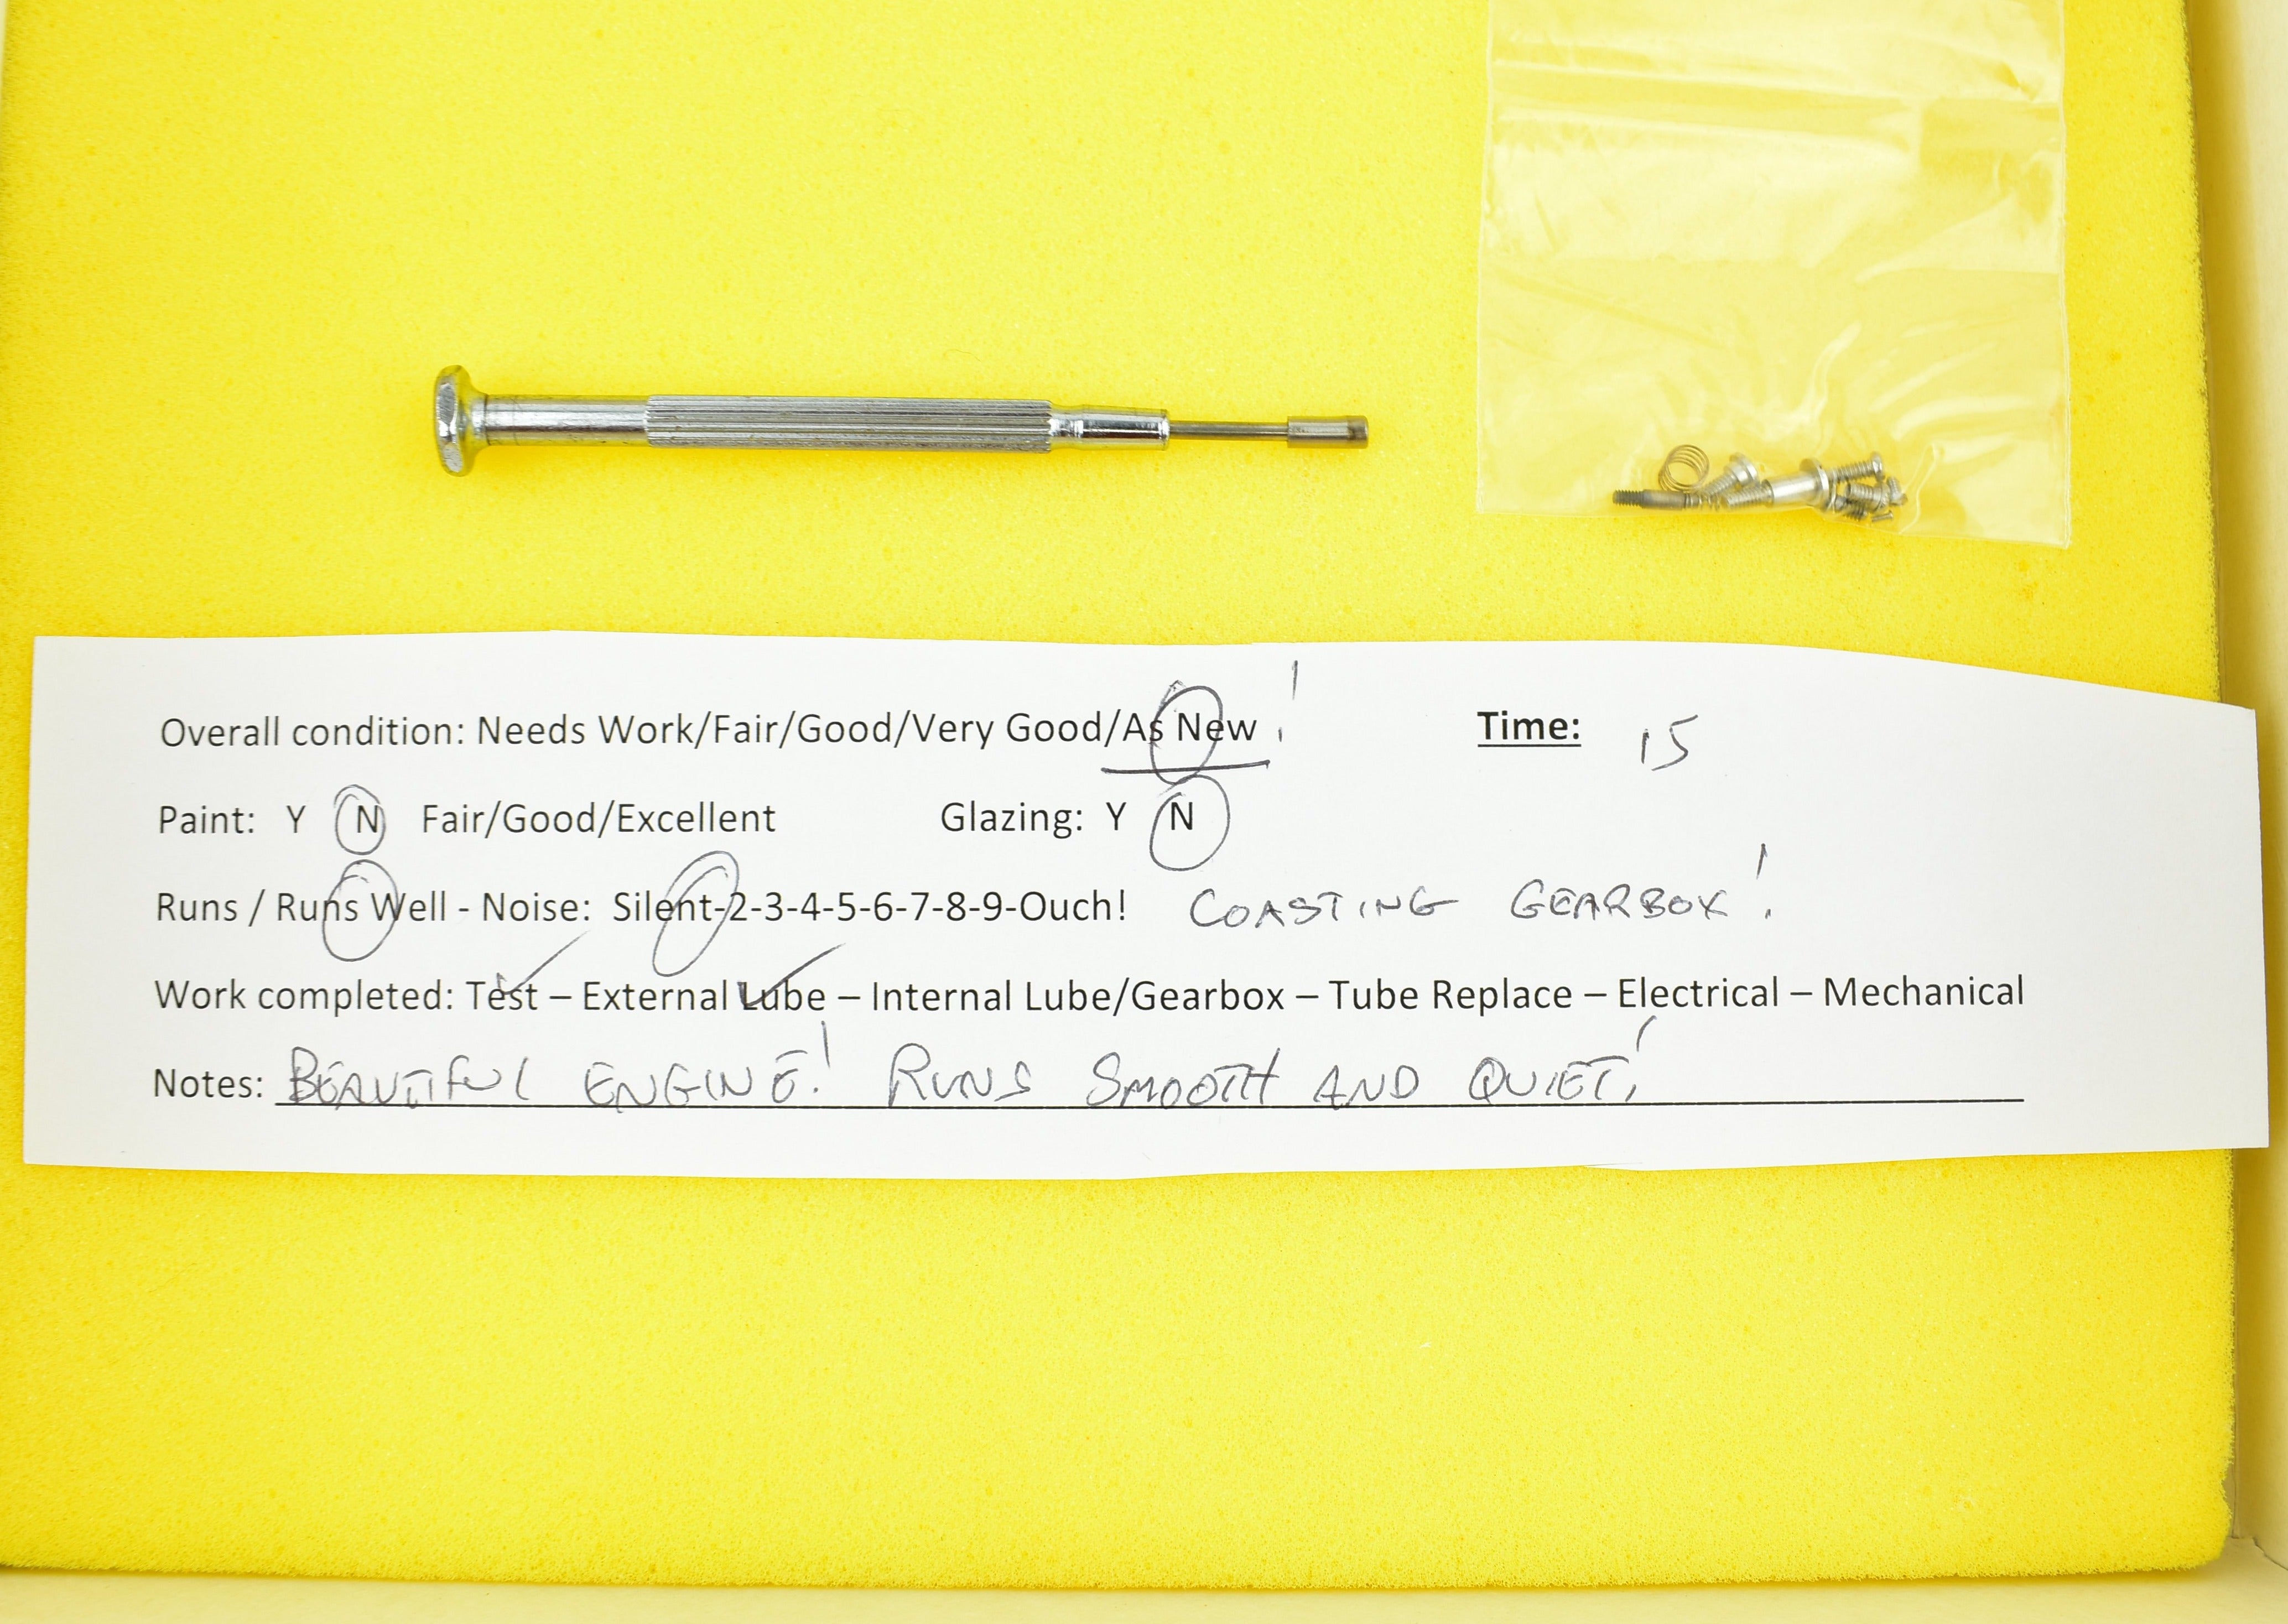 Overall condition: Needs Work/Fair/Good/Very Good/As New ! Time: 15
Paint: Y N Fair/Good/Excellent Glazing: Y N
Runs / Runs Well - Noise: Silent-2-3-4-5-6-7-8-9-Ouch! COASTING GEARBOX!
Work completed: Test – External Lube – Internal Lube/Gearbox – Tube Replace – Electrical – Mechanical
Notes: BEAUTIFUL ENGINE! RUNS SMOOTH AND QUIET!